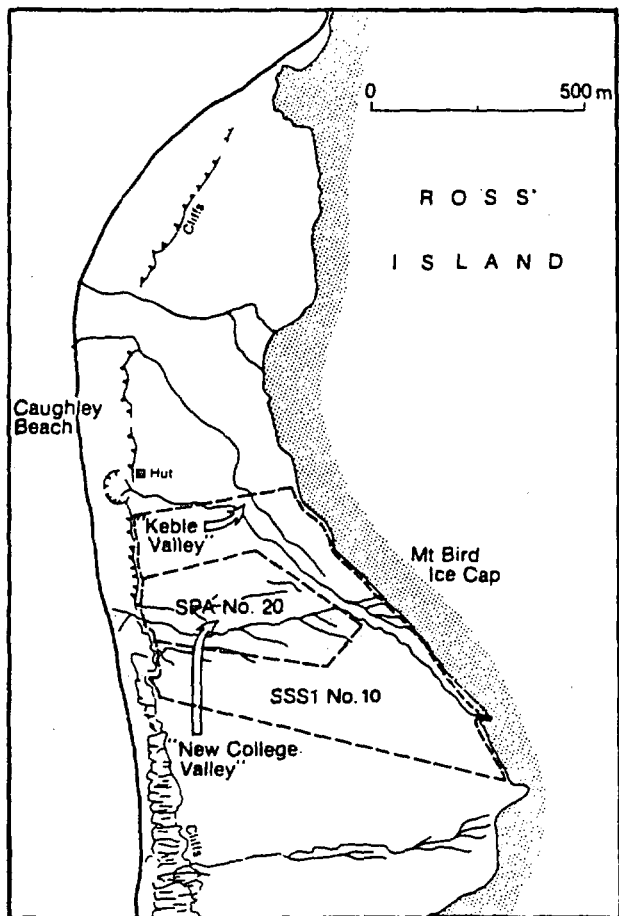 0 500 m
ROSS
ISLAND
Cliffs
Caughley
Beach
Hut
"Keble
Valley"
Mt Bird
Ice Cap
SPA No. 20
SSS1 No. 10
"New College
Valley"
Cliffs